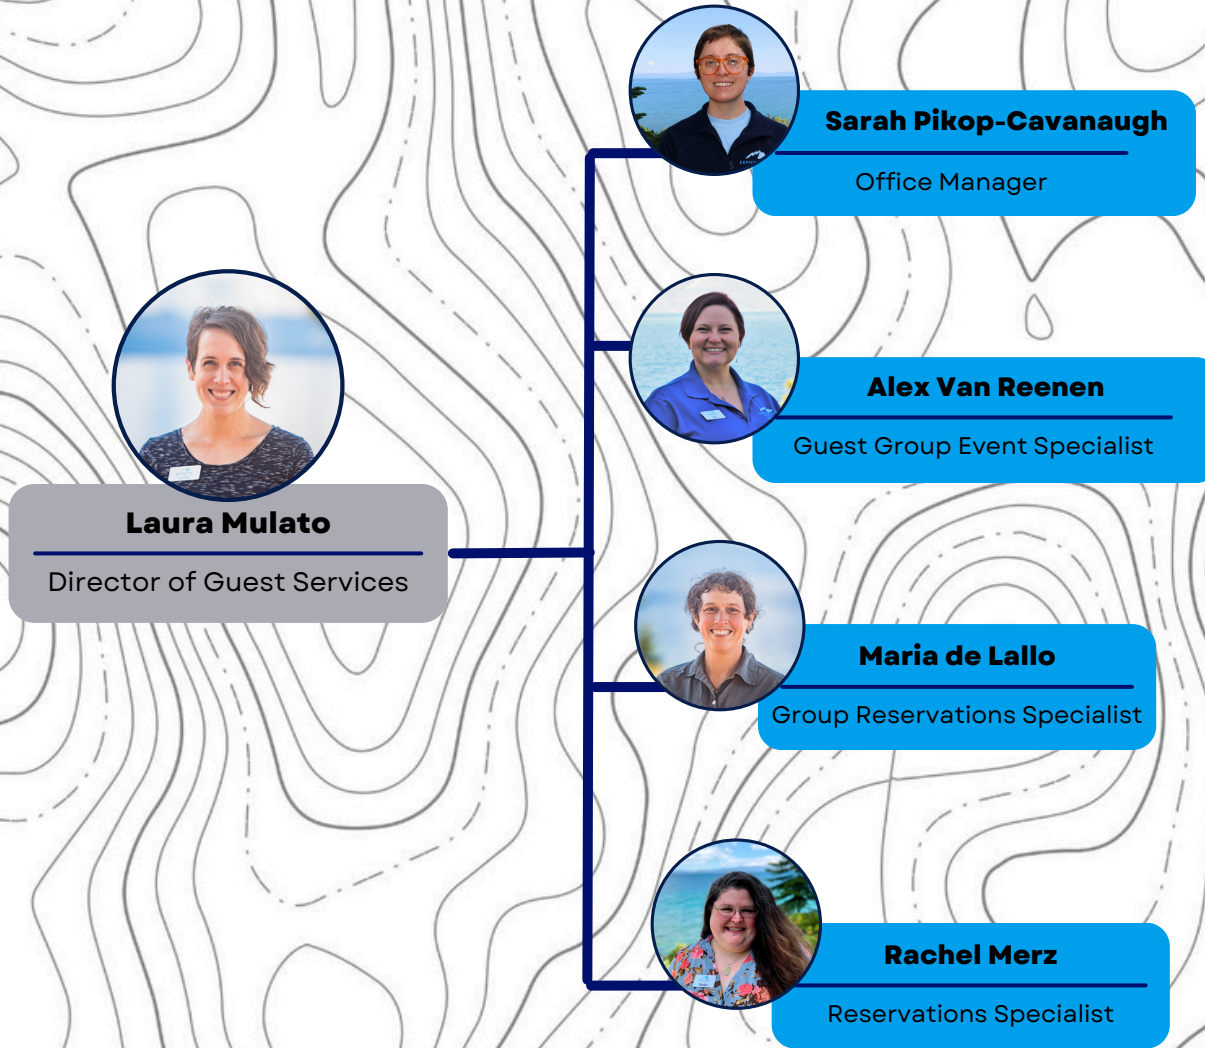 Sarah Pikop-Cavanaugh
Office Manager
Alex Van Reenen
Guest Group Event Specialist
Laura Mulato
Director of Guest Services
Maria de Lallo
Group Reservations Specialist
Rachel Merz
Reservations Specialist